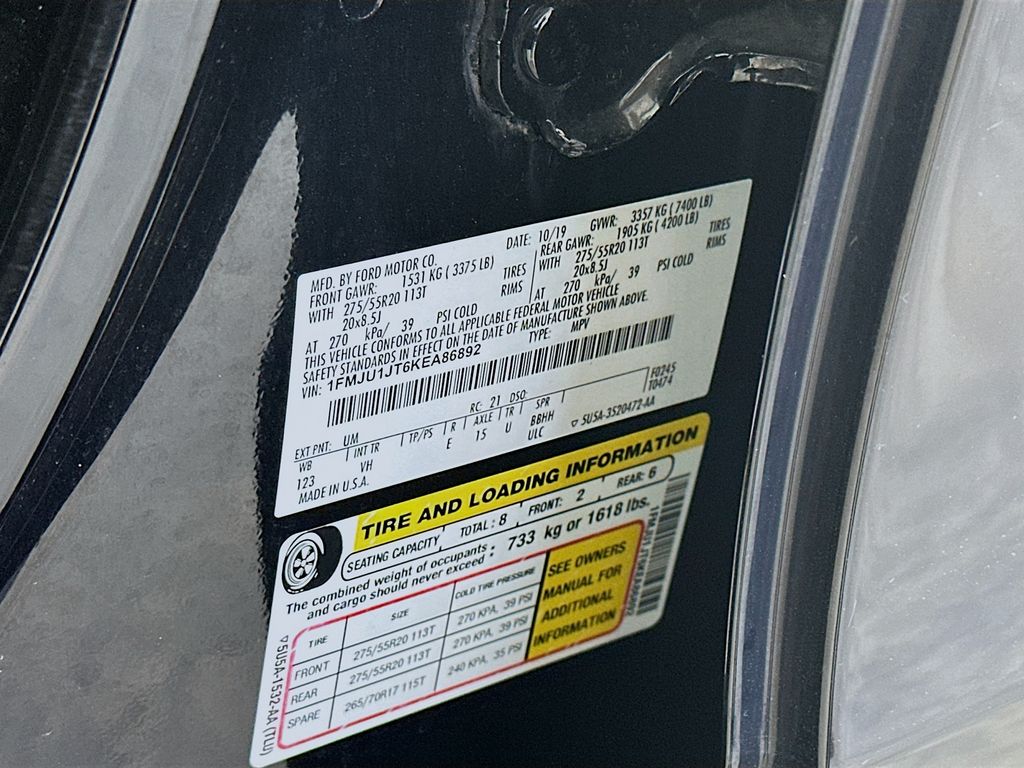 MFD. BY FORD MOTOR CO.
DATE: 10/19 GVWR: 3357 KG ( 7400 LB)
FRONT GAWR: 1531 KG ( 3375 LB) REAR GAWR: 1905 KG ( 4200 LB)
WITH 275/55R20 113T TIRES WITH 275/55R20 113T TIRES
20x8.5J RIMS 20x8.5J RIMS
AT 270 kPa/ 39 PSI COLD AT 270 kPa/ 39 PSI COLD
THIS VEHICLE CONFORMS TO ALL APPLICABLE FEDERAL MOTOR VEHICLE
SAFETY STANDARDS IN EFFECT ON THE DATE OF MANUFACTURE SHOWN ABOVE.
VIN: 1FMJU1JT6KEA86892 TYPE: MPV
EXT PNT: UM RC: 21 DSO: F0245
WB INT TR TP/PS R AXLE TR SPR T0474
123 VH E 15 U BBHH
ULC ▽ 5U5A-3520472-AA
MADE IN U.S.A.
TIRE AND LOADING INFORMATION
SEATING CAPACITY TOTAL : 8 FRONT: 2 REAR: 6
The combined weight of occupants
and cargo should never exceed : 733 kg or 1618 lbs.
TIRE SIZE COLD TIRE PRESSURE
FRONT 275/55R20 113T 270 KPA, 39 PSI
REAR 275/55R20 113T 270 KPA, 39 PSI
SPARE 265/70R17 115T 240 KPA, 35 PSI
SEE OWNERS
MANUAL FOR
ADDITIONAL
INFORMATION
▽5U5A-1532-AA (TLU)